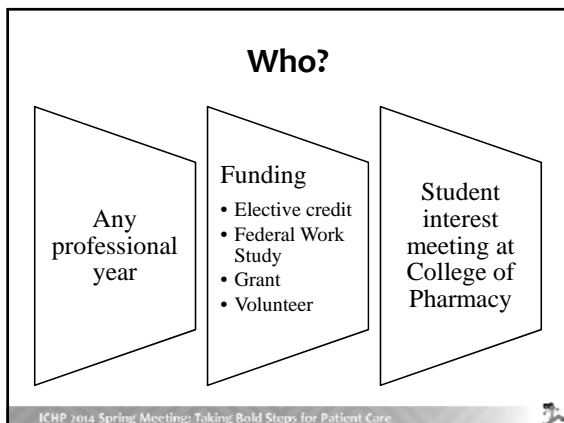 Who?
Any
professional
year
Funding
• Elective credit
• Federal Work
Study
• Grant
• Volunteer
Student
interest
meeting at
College of
Pharmacy
ICHP 2014 Spring Meeting: Taking Bold Steps for Patient Care